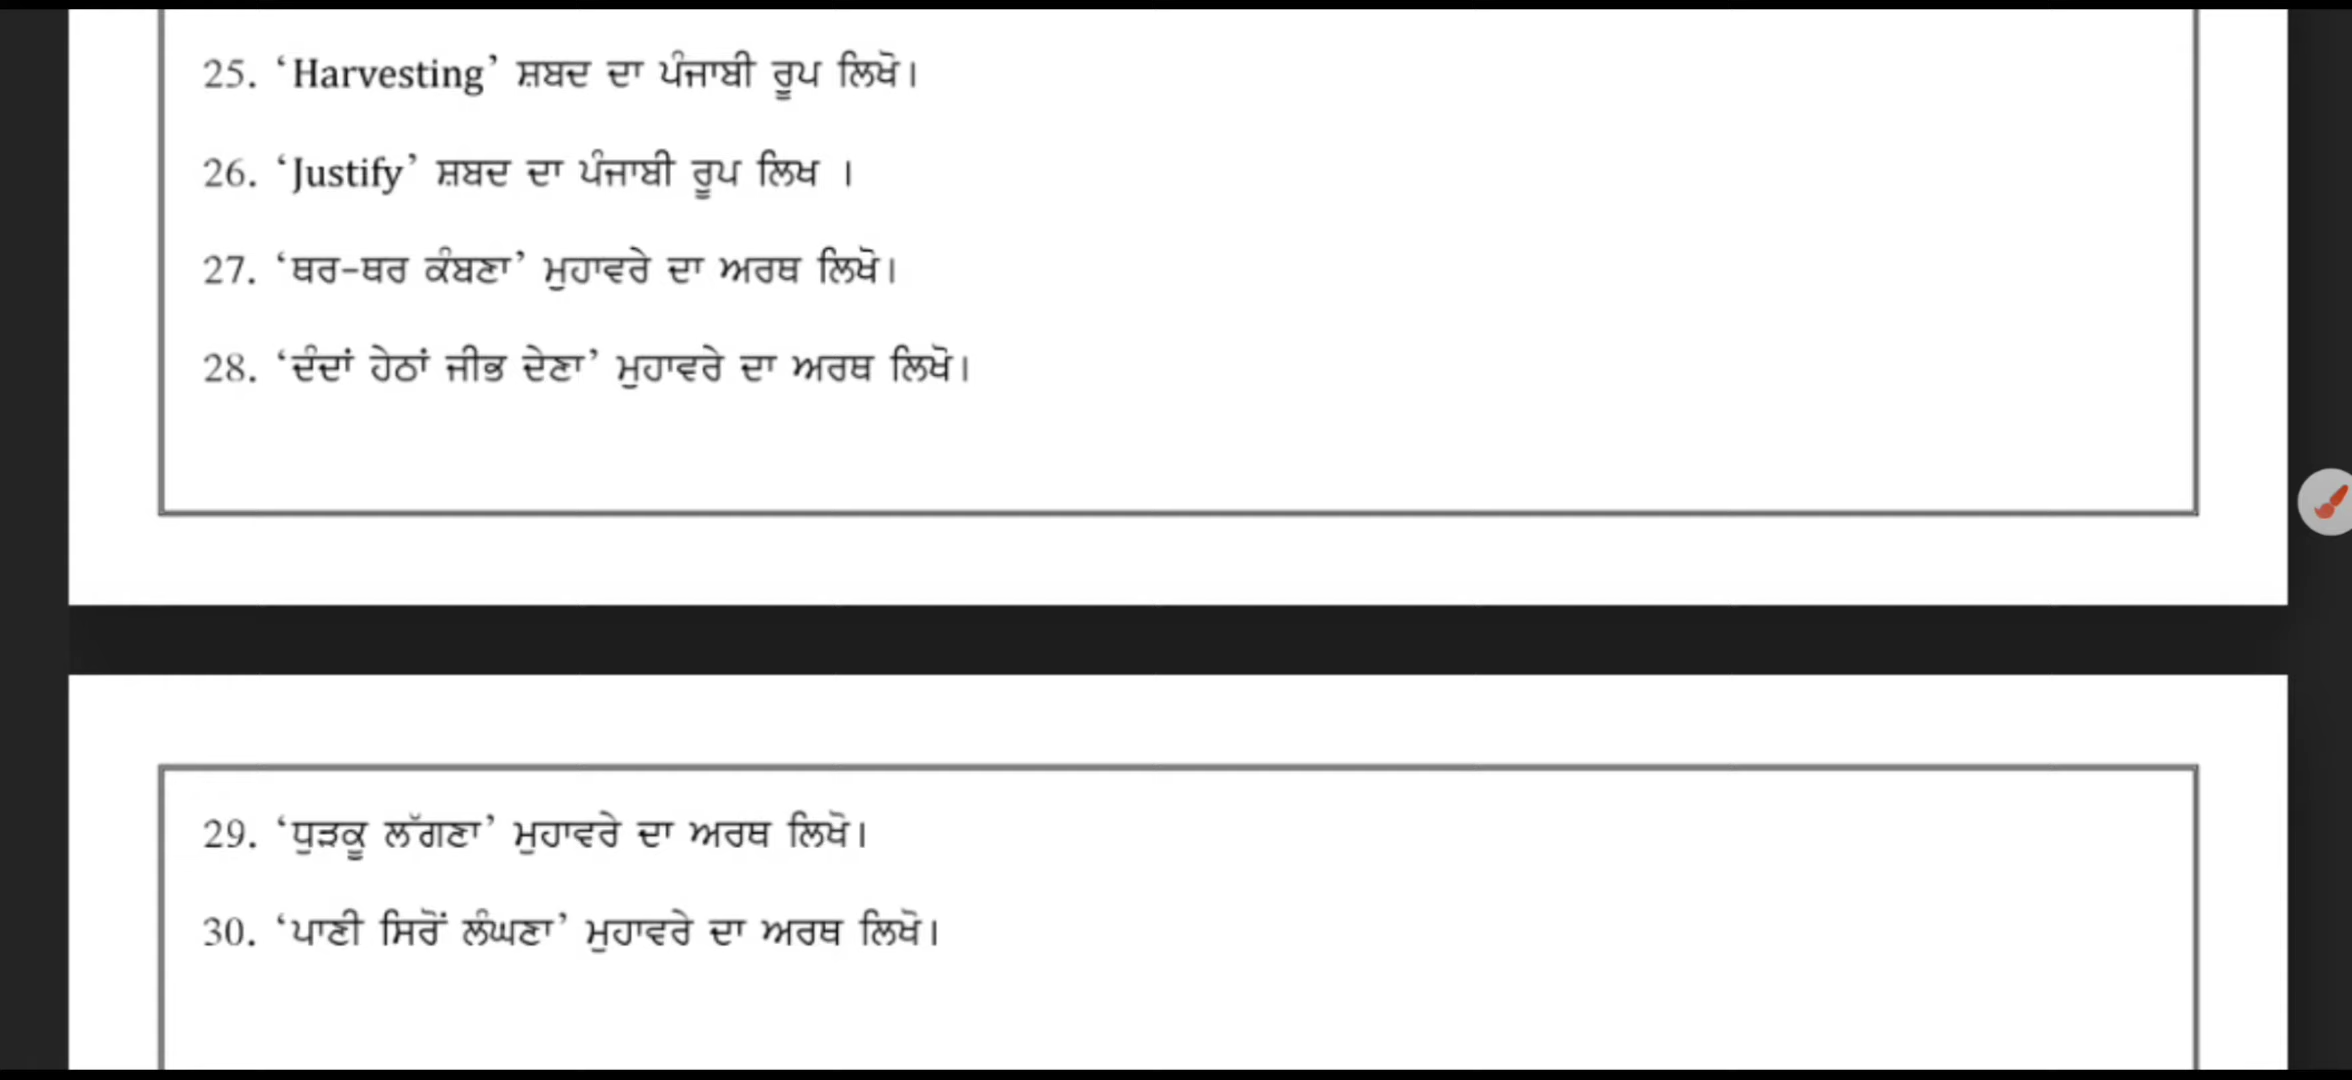 25. ‘Harvesting’ ਸ਼ਬਦ ਦਾ ਪੰਜਾਬੀ ਰੂਪ ਲਿਖੋ।
26. ‘Justify’ ਸ਼ਬਦ ਦਾ ਪੰਜਾਬੀ ਰੂਪ ਲਿਖ ।
27. ‘ਥਰ-ਥਰ ਕੰਬਣਾ’ ਮੁਹਾਵਰੇ ਦਾ ਅਰਥ ਲਿਖੋ।
28. ‘ਦੰਦਾਂ ਹੇਠਾਂ ਜੀਭ ਦੇਣਾ’ ਮੁਹਾਵਰੇ ਦਾ ਅਰਥ ਲਿਖੋ।
29. ‘ਧੁੜਕੂ ਲੱਗਣਾ’ ਮੁਹਾਵਰੇ ਦਾ ਅਰਥ ਲਿਖੋ।
30. ‘ਪਾਣੀ ਸਿਰੋਂ ਲੰਘਣਾ’ ਮੁਹਾਵਰੇ ਦਾ ਅਰਥ ਲਿਖੋ।